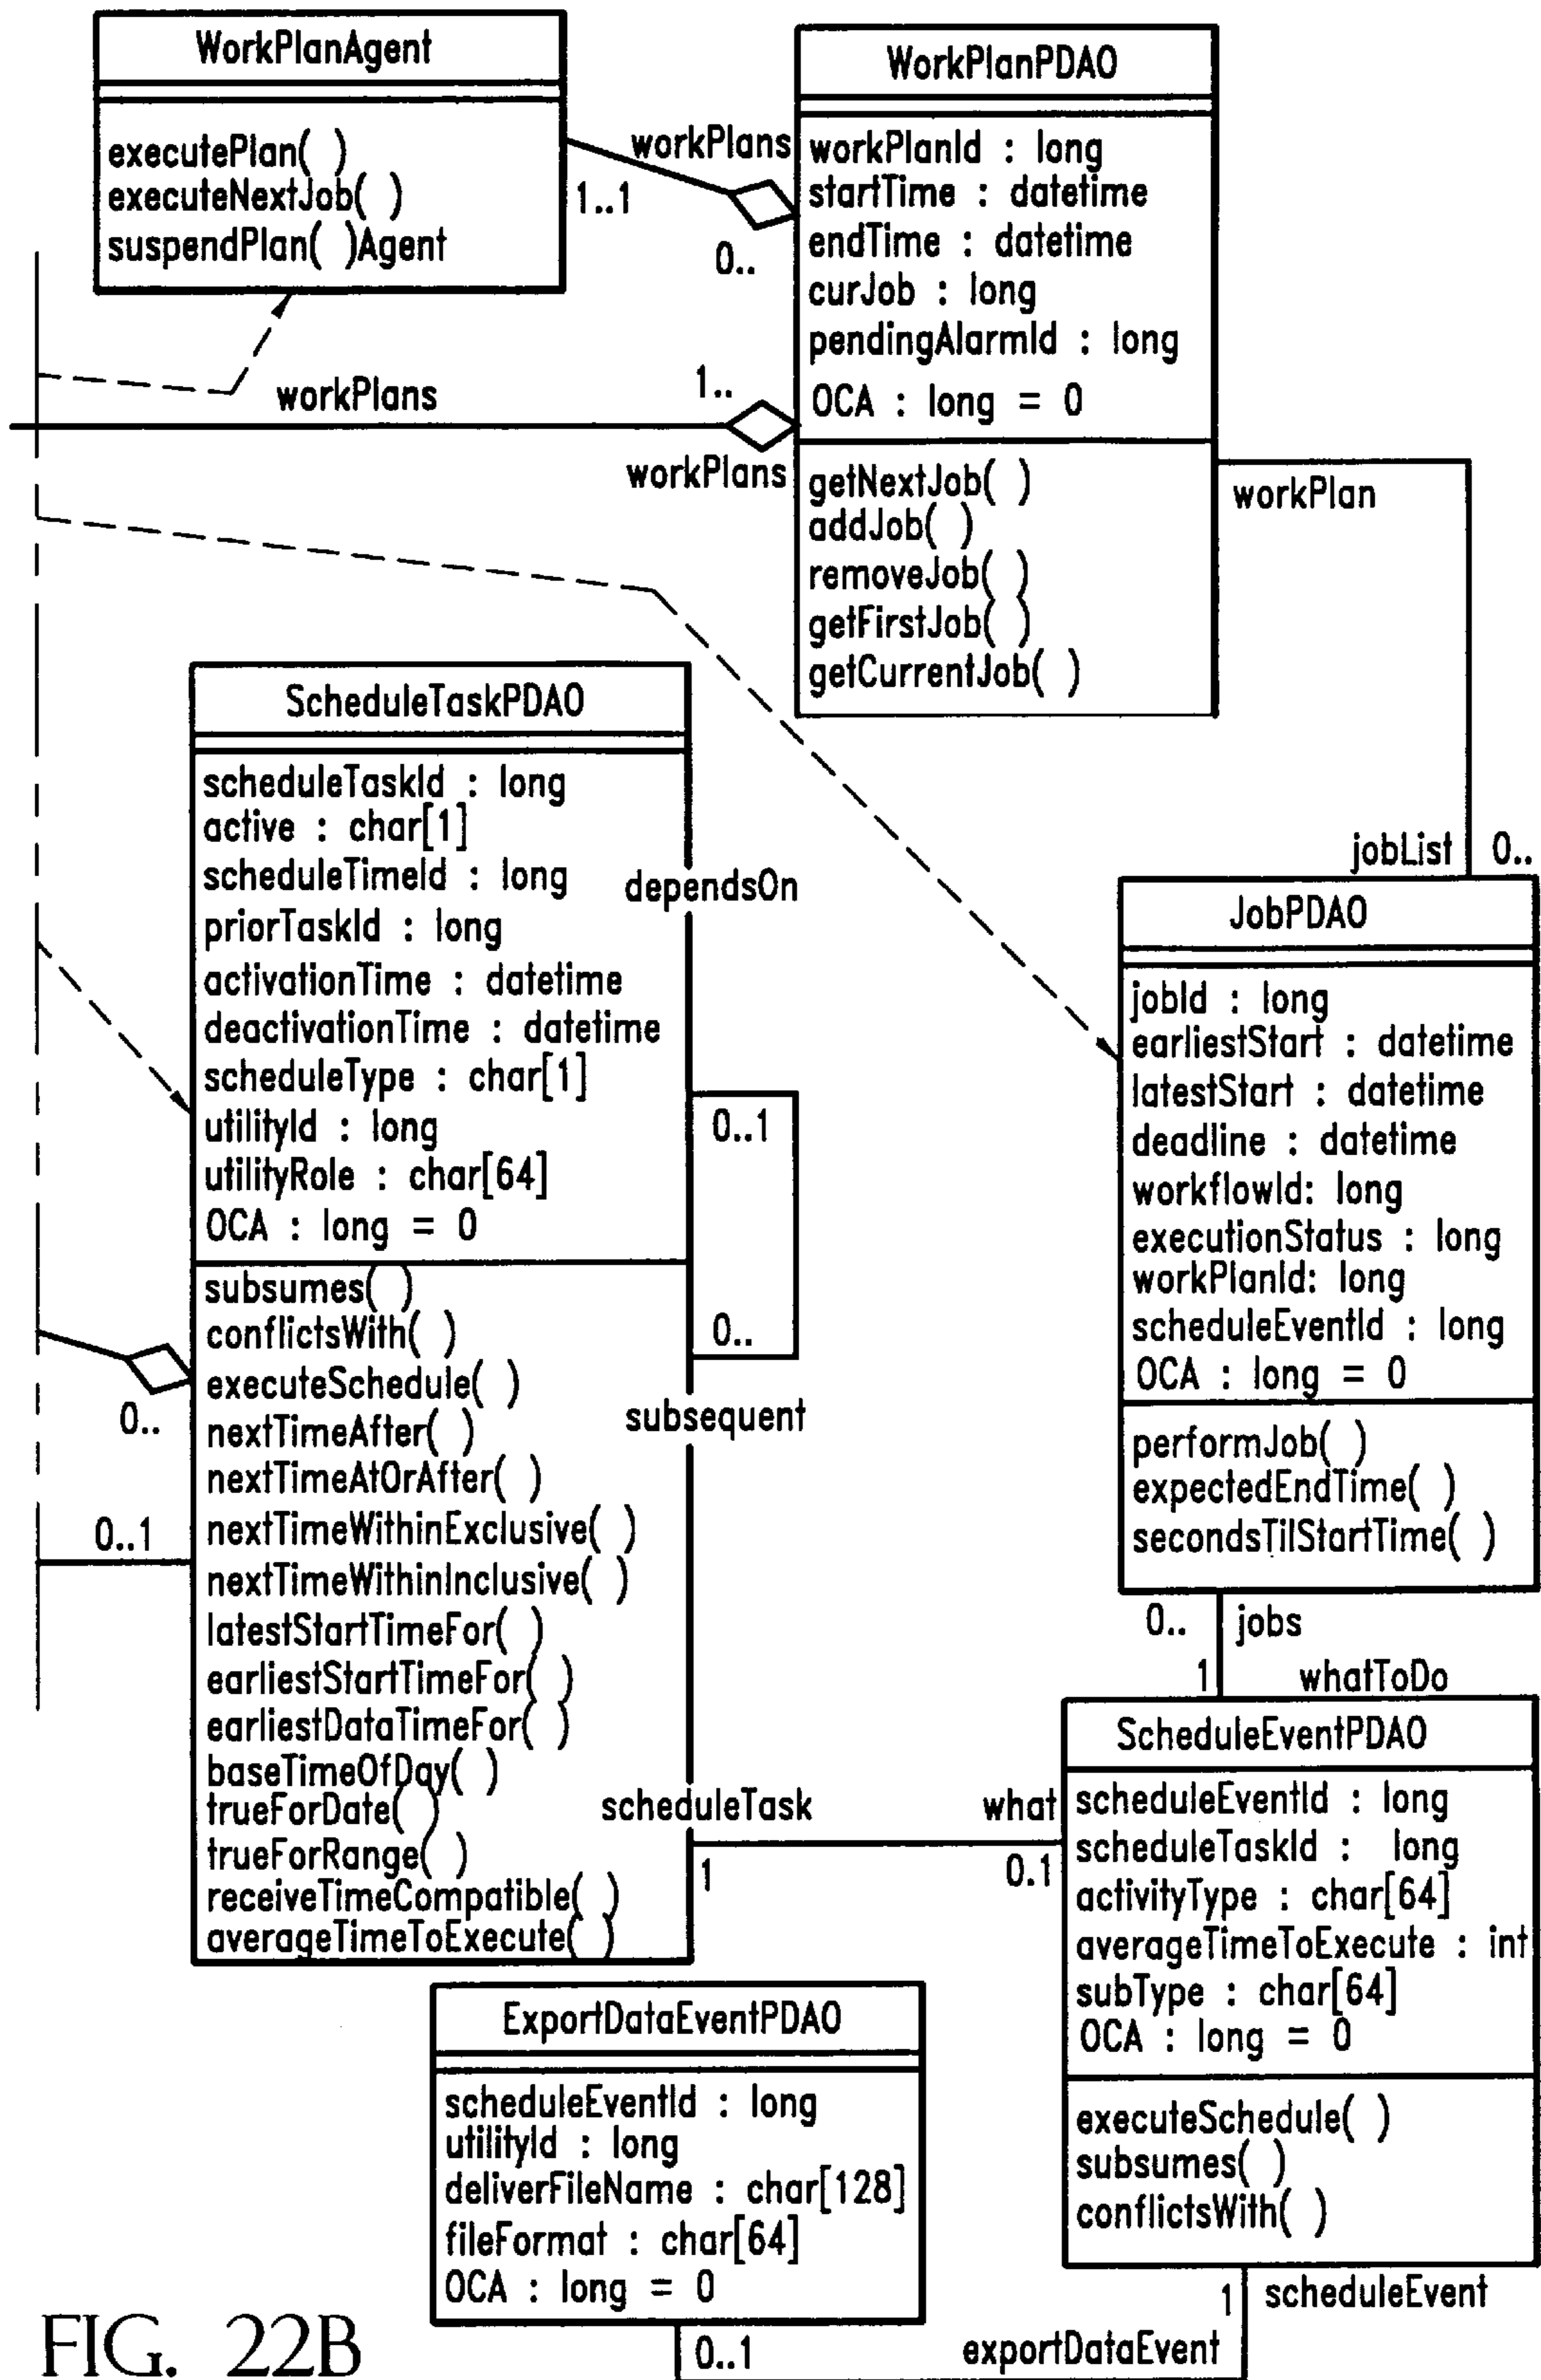 WorkPlanAgent
executePlan( )
executeNextJob( )
suspendPlan( )Agent
workPlans
1..1
0..
WorkPlanPDAO
workPlanId : long
startTime : datetime
endTime : datetime
curJob : long
pendingAlarmId : long
OCA : long = 0
getNextJob( )
addJob( )
removeJob( )
getFirstJob( )
getCurrentJob( )
workPlans
1..
workPlans
workPlan
jobList 0..
ScheduleTaskPDAO
scheduleTaskId : long
active : char[1]
scheduleTimeId : long
priorTaskId : long
activationTime : datetime
deactivationTime : datetime
scheduleType : char[1]
utilityId : long
utilityRole : char[64]
OCA : long = 0
subsumes( )
conflictsWith( )
executeSchedule( )
nextTimeAfter( )
nextTimeAtOrAfter( )
nextTimeWithinExclusive( )
nextTimeWithinInclusive( )
latestStartTimeFor( )
earliestStartTimeFor( )
earliestDataTimeFor( )
baseTimeOfDay( )
trueForDate( )
trueForRange( )
receiveTimeCompatible( )
averageTimeToExecute( )
dependsOn
0..1
0..
subsequent
0..
0..1
JobPDAO
jobId : long
earliestStart : datetime
latestStart : datetime
deadline : datetime
workflowId: long
executionStatus : long
workPlanId: long
scheduleEventId : long
OCA : long = 0
performJob( )
expectedEndTime( )
secondsTilStartTime( )
0.. jobs
1 whatToDo
scheduleTask
1
what
0.1
ScheduleEventPDAO
scheduleEventId : long
scheduleTaskId : long
activityType : char[64]
averageTimeToExecute : int
subType : char[64]
OCA : long = 0
executeSchedule( )
subsumes( )
conflictsWith( )
ExportDataEventPDAO
scheduleEventId : long
utilityId : long
deliverFileName : char[128]
fileFormat : char[64]
OCA : long = 0
1 scheduleEvent
0..1 exportDataEvent
FIG. 22B